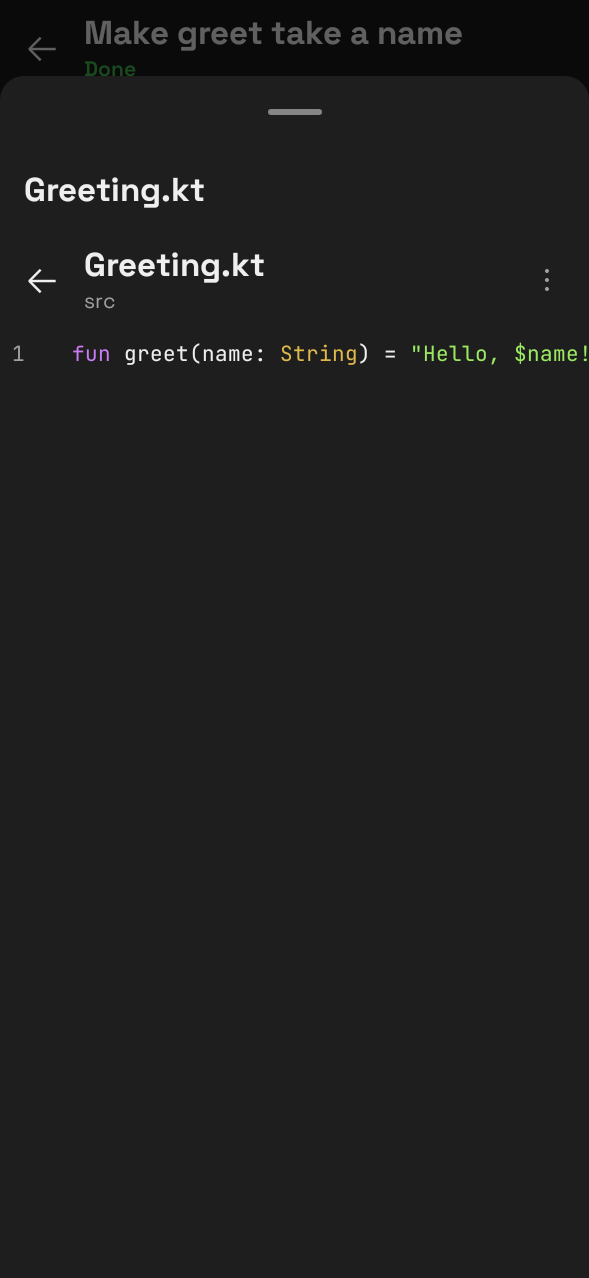 Make greet take a name
Done
Greeting.kt
Greeting.kt
src
1 fun greet(name: String) = "Hello, $name!